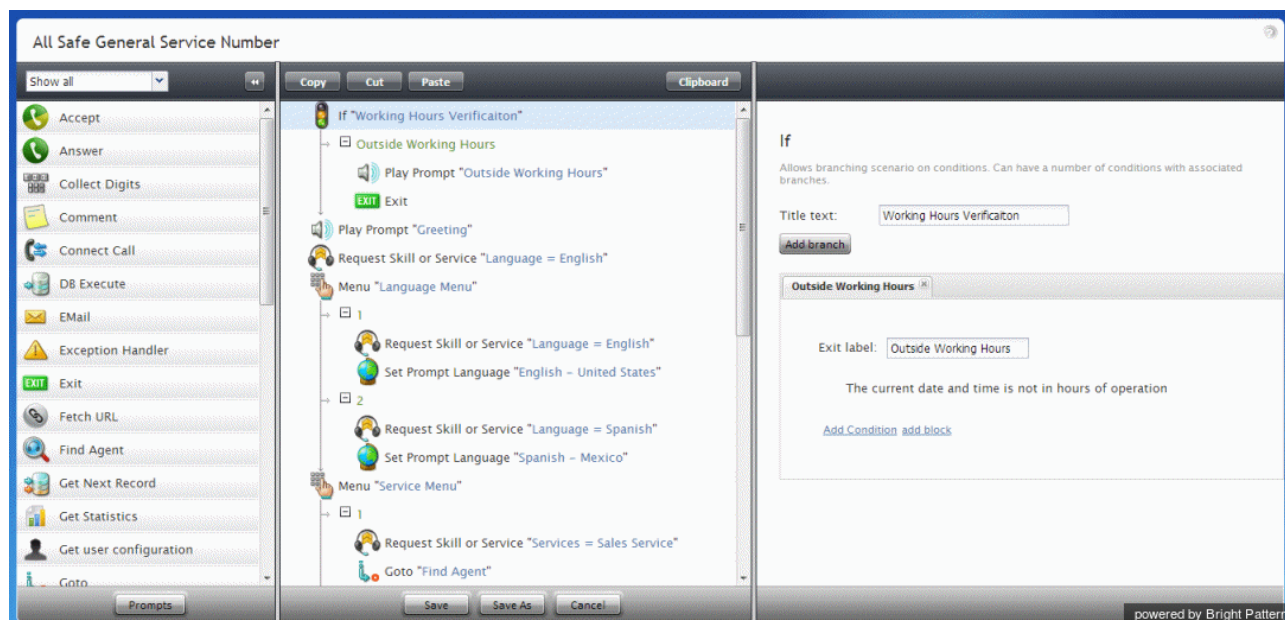 All Safe General Service Number
Show all
Copy Cut Paste Clipboard
Accept
Answer
Collect Digits
Comment
Connect Call
DB Execute
EMail
Exception Handler
EXIT Exit
Fetch URL
Find Agent
Get Next Record
Get Statistics
Get user configuration
Goto
Prompts
If "Working Hours Verificaiton"
Outside Working Hours
Play Prompt "Outside Working Hours"
EXIT Exit
Play Prompt "Greeting"
Request Skill or Service "Language = English"
Menu "Language Menu"
1
Request Skill or Service "Language = English"
Set Prompt Language "English – United States"
2
Request Skill or Service "Language = Spanish"
Set Prompt Language "Spanish – Mexico"
Menu "Service Menu"
1
Request Skill or Service "Services = Sales Service"
Goto "Find Agent"
Save Save As Cancel
If
Allows branching scenario on conditions. Can have a number of conditions with associated
branches.
Title text: Working Hours Verificaiton
Add branch
Outside Working Hours
Exit label: Outside Working Hours
The current date and time is not in hours of operation
Add Condition add block
powered by Bright Pattern